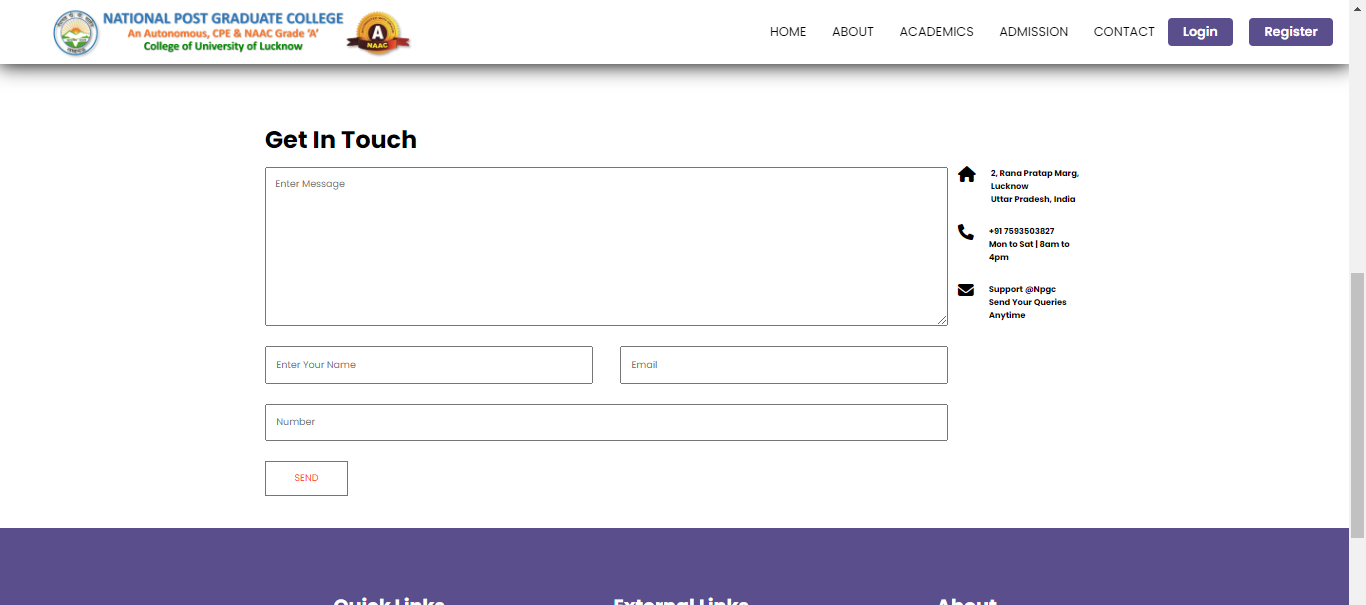 NATIONAL POST GRADUATE COLLEGE
An Autonomous, CPE & NAAC Grade 'A'
College of University of Lucknow
A
NAAC
HOME ABOUT ACADEMICS ADMISSION CONTACT Login Register
Get In Touch
Enter Message
2, Rana Pratap Marg,
Lucknow
Uttar Pradesh, India
+91 7593503827
Mon to Sat | 8am to
4pm
Support @Npgc
Send Your Queries
Anytime
Enter Your Name Email
Number
SEND
Quick Links External Links About